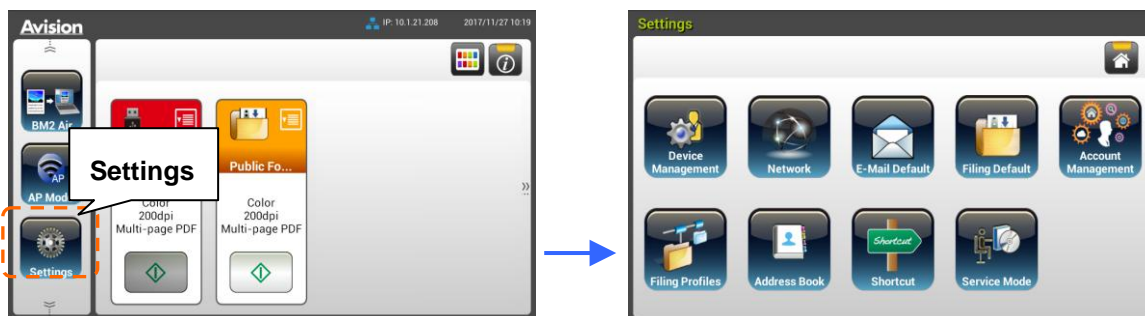 Avision
IP: 10.1.21.208 2017/11/27 10:19
BM2 Air
AP
AP Mod
Settings
Settings
Public Fo...
Color
200dpi
Multi-page PDF
Color
200dpi
Multi-page PDF
Settings
Device
Management
Network
E-Mail Default
Filing Default
Account
Management
Filing Profiles
Address Book
Shortcut
Shortcut
Service Mode